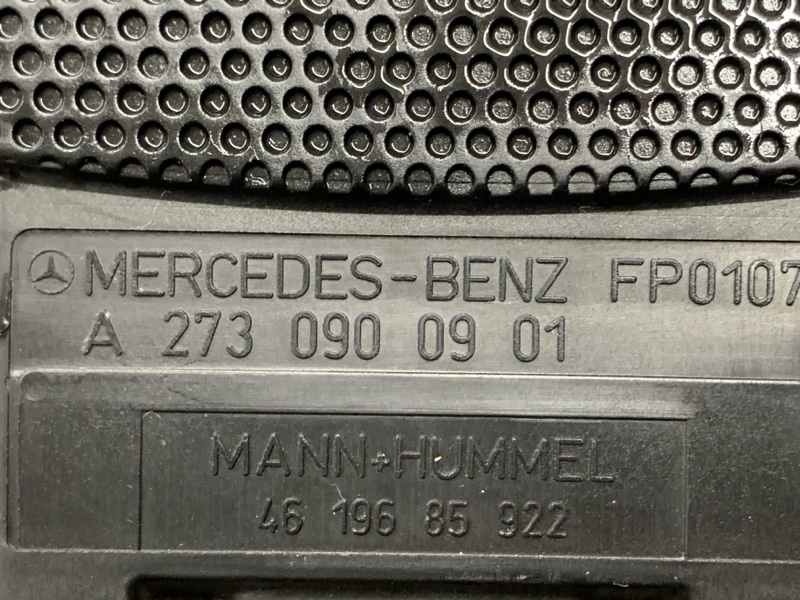 MERCEDES-BENZ FP0107
A 273 090 09 01
MANN+HUMMEL
46 196 85 922